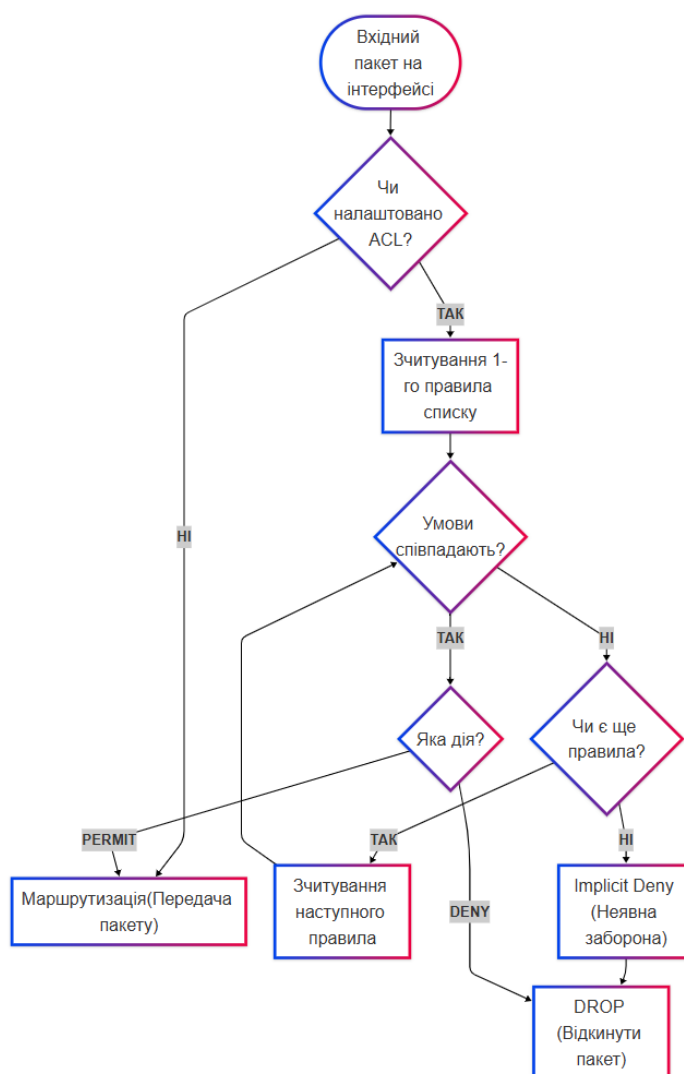 Вхідний
пакет на
інтерфейсі
Чи
налаштовано
ACL?
ТАК
Зчитування 1-
го правила
списку
НІ
Умови
співпадають?
ТАК
НІ
Яка дія?
Чи є ще
правила?
PERMIT
ТАК
НІ
Маршрутизація(Передача
пакету)
Зчитування
наступного
правила
DENY
Implicit Deny
(Неявна
заборона)
DROP
(Відкинути
пакет)